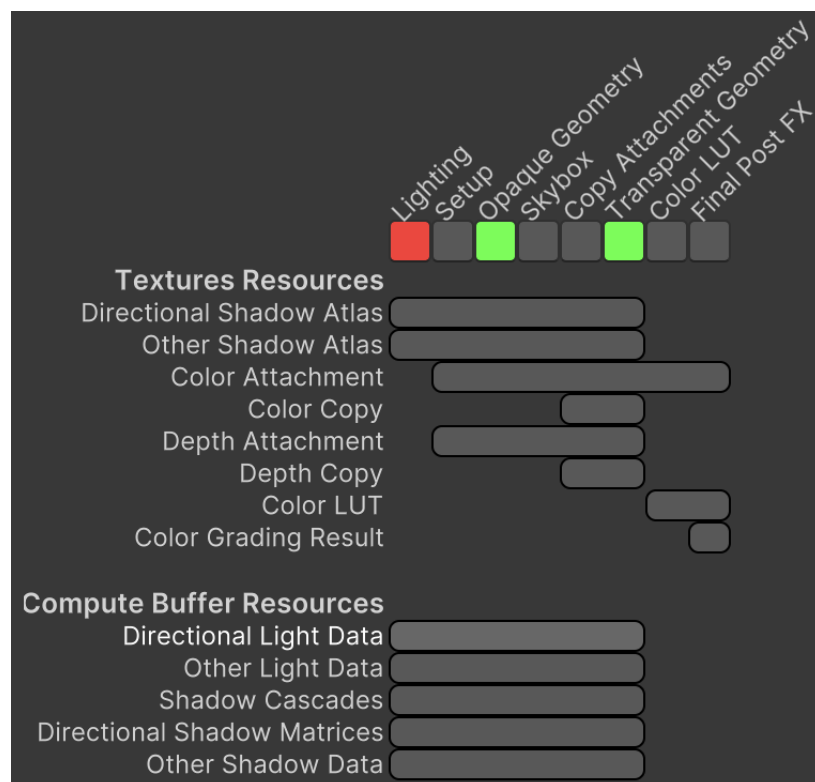 Lighting
Setup
Opaque Geometry
Skybox
Copy Attachments
Transparent Geometry
Color LUT
Final Post FX
Textures Resources
Directional Shadow Atlas
Other Shadow Atlas
Color Attachment
Color Copy
Depth Attachment
Depth Copy
Color LUT
Color Grading Result
Compute Buffer Resources
Directional Light Data
Other Light Data
Shadow Cascades
Directional Shadow Matrices
Other Shadow Data